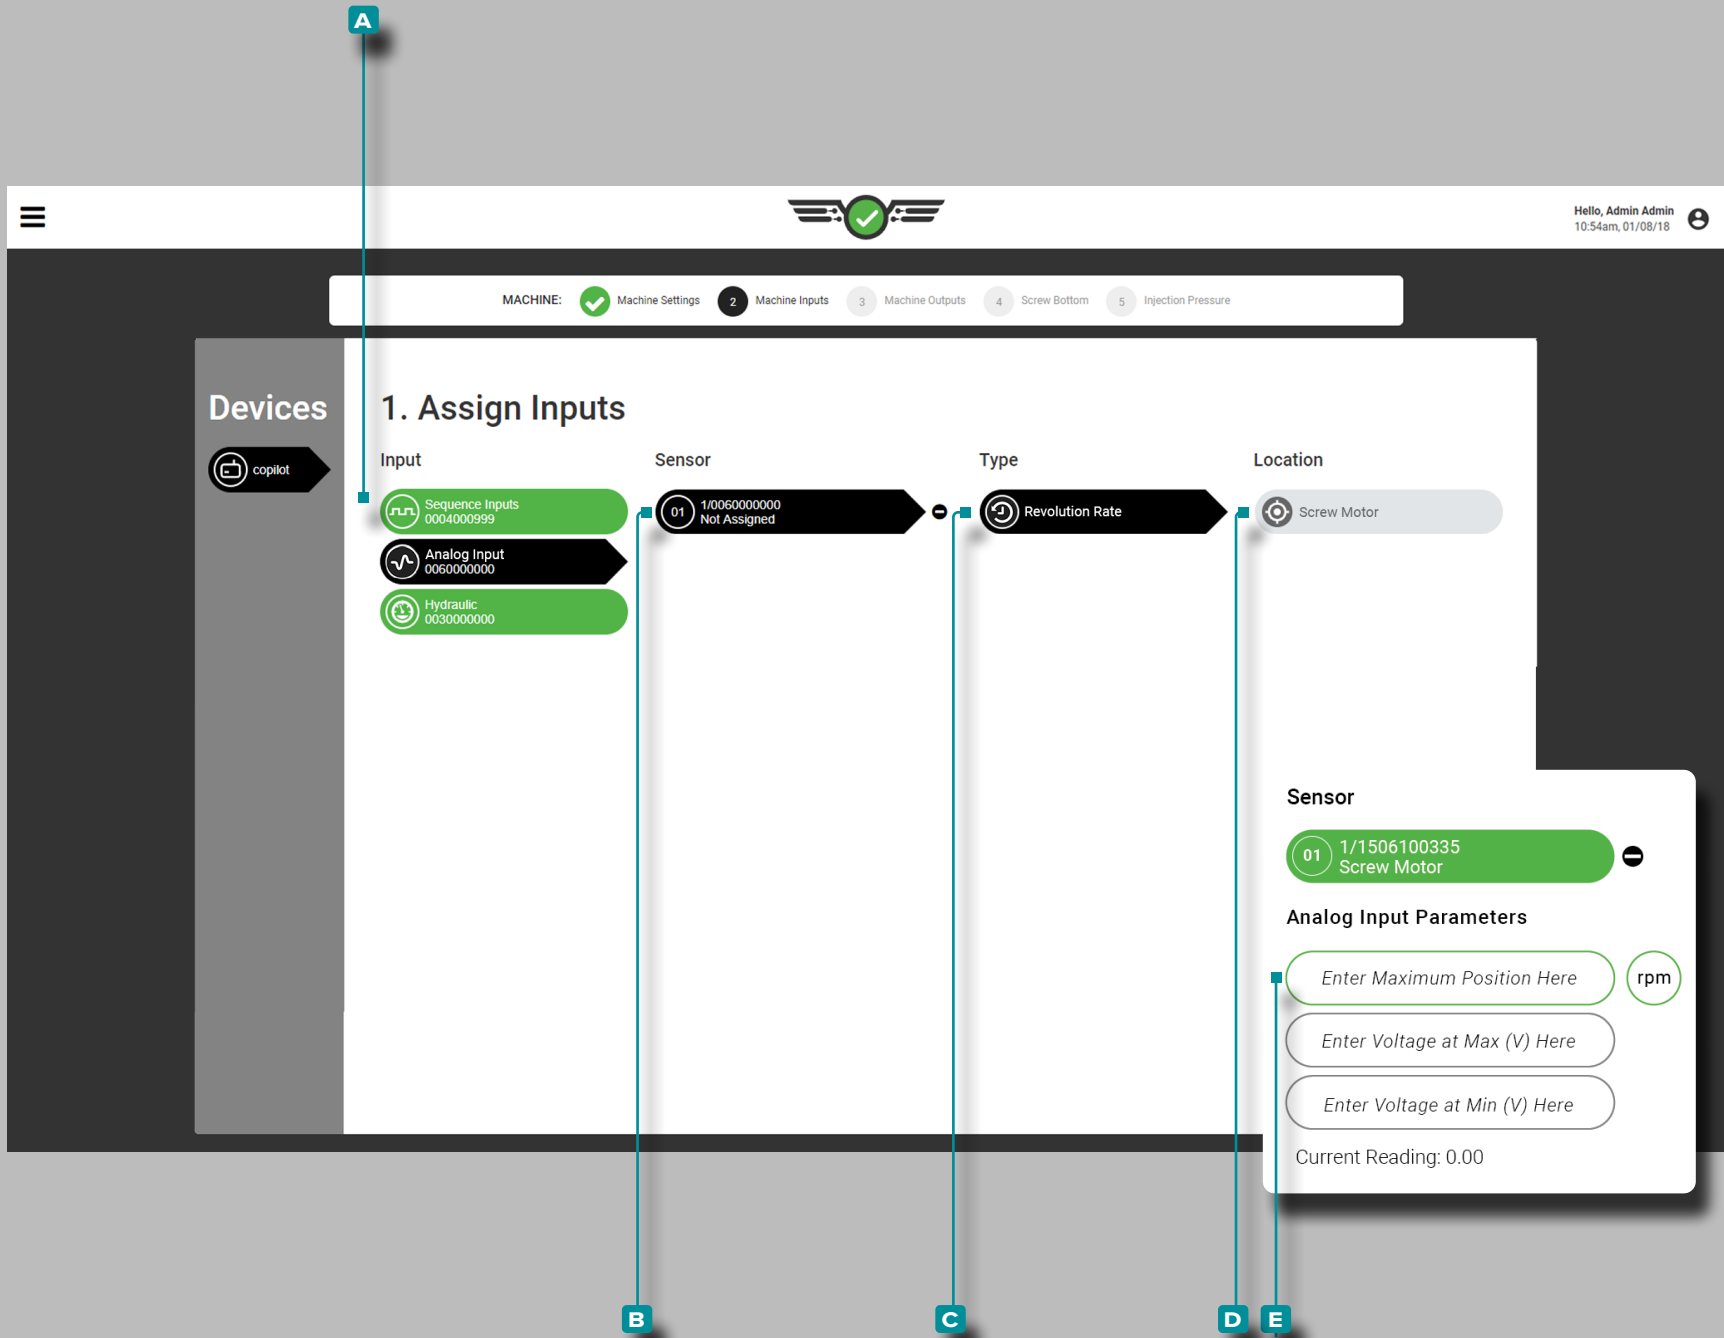 A
Hello, Admin Admin
10:54am, 01/08/18
MACHINE: Machine Settings 2 Machine Inputs 3 Machine Outputs 4 Screw Bottom 5 Injection Pressure
Devices
copilot
1. Assign Inputs
Input Sensor Type Location
Sequence Inputs
0004000999
01 1/0060000000
Not Assigned
Revolution Rate
Screw Motor
Analog Input
0060000000
Hydraulic
0030000000
Sensor
01 1/1506100335
Screw Motor
Analog Input Parameters
Enter Maximum Position Here rpm
Enter Voltage at Max (V) Here
Enter Voltage at Min (V) Here
Current Reading: 0.00
B C D E